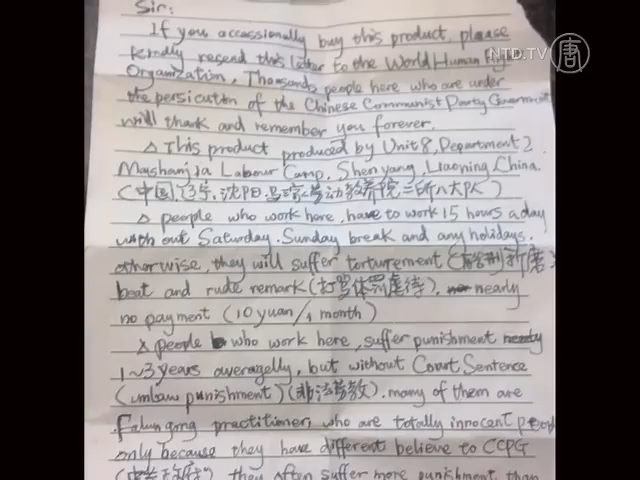 Sir:
If you occassionally buy this product, please
kindly resend this letter to the World Human Right
Organization. Thousands people here who are under
the persicution of the Chinese Communist Party Government
will thank and remember you forever.
△ This product produced by Unit 8, Department 2
Mashanjia Labour Camp, Shenyang, Liaoning, China.
(中国,辽宁,沈阳,马三家劳动教养院二所八大队)
△ people who work here, have to work 15 hours a day
with out Saturday, Sunday break and any holidays,
otherwise, they will suffer torturement (酷刑折磨)
beat and rude remark (打骂体罚虐待). nearly
no payment (10 yuan/1 month)
△ people who work here, suffer punishment
1~3 years averagelly, but without Court Sentence
(unlaw punishment) (非法劳教). many of them are
Falun gong practitioner, who are totally innocent people
only because they have different believe to CCPG
they often suffer more punishment than
NTD.TV
唐